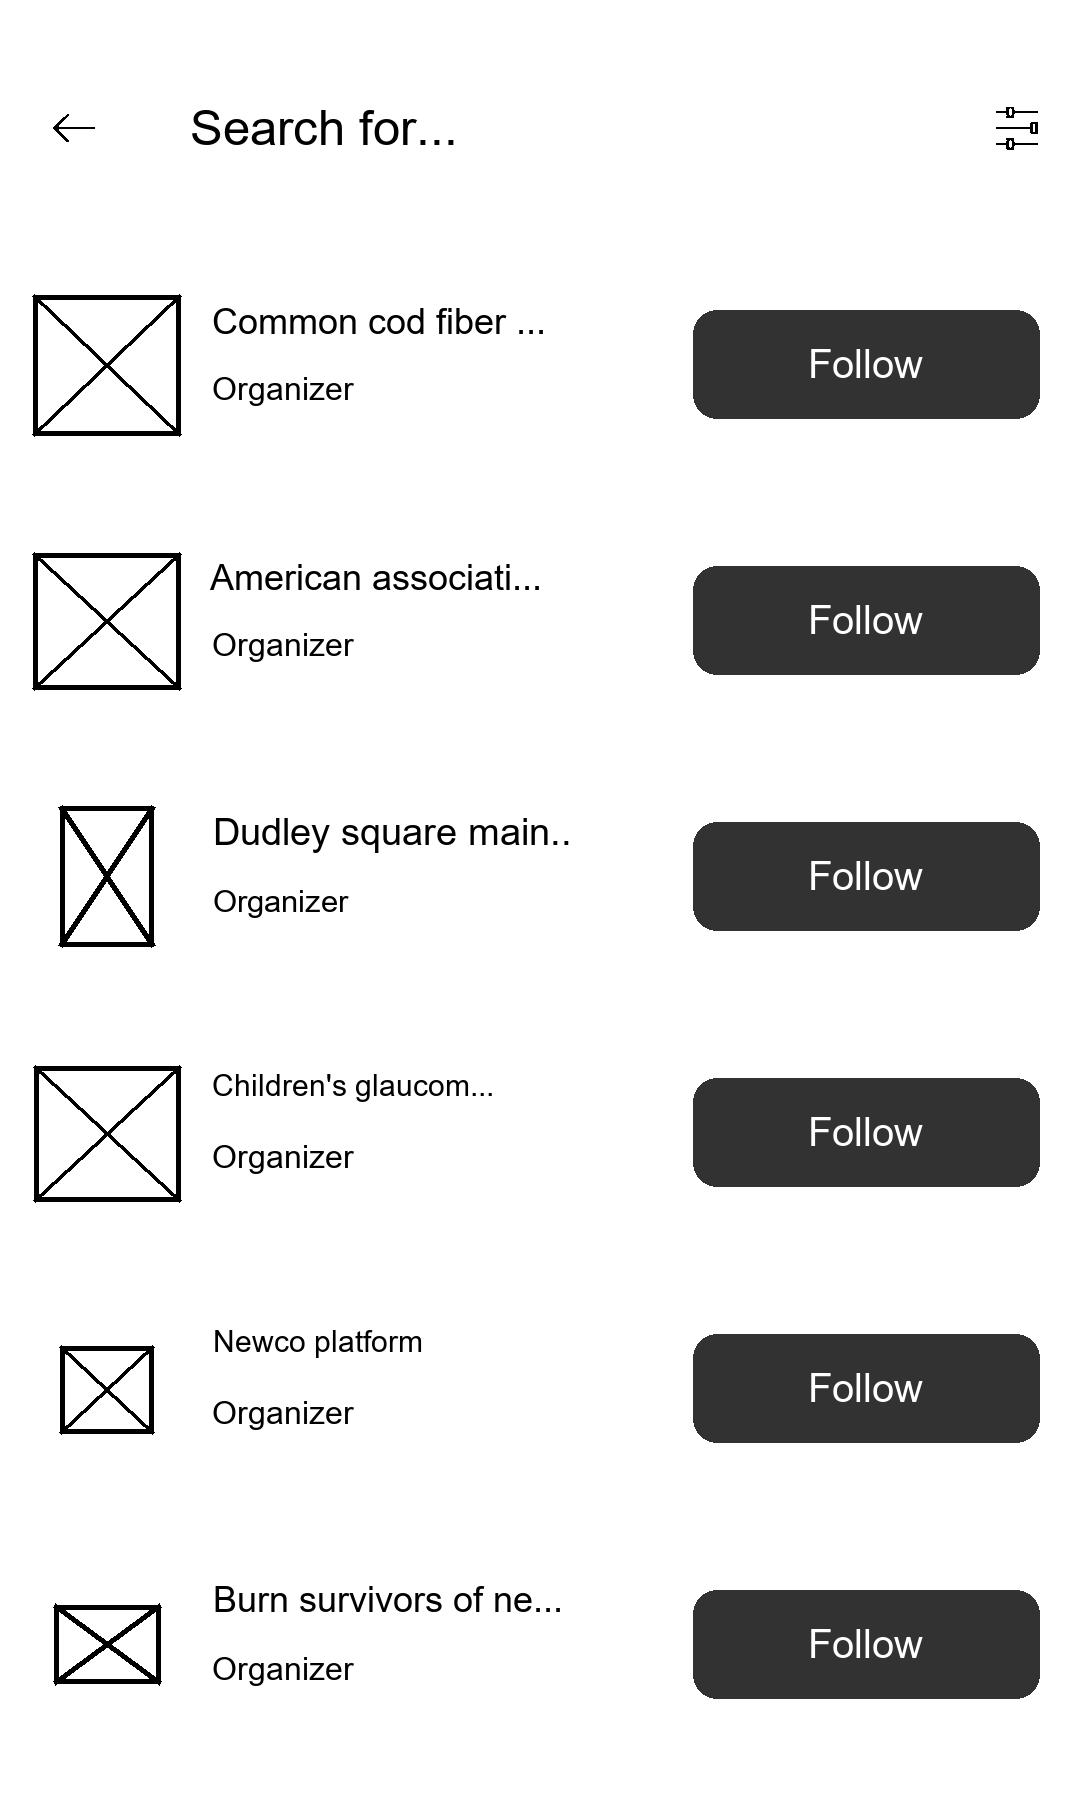 Search for...
Common cod fiber ...
Organizer
Follow
American associati...
Organizer
Follow
Dudley square main..
Organizer
Follow
Children's glaucom...
Organizer
Follow
Newco platform
Organizer
Follow
Burn survivors of ne...
Organizer
Follow